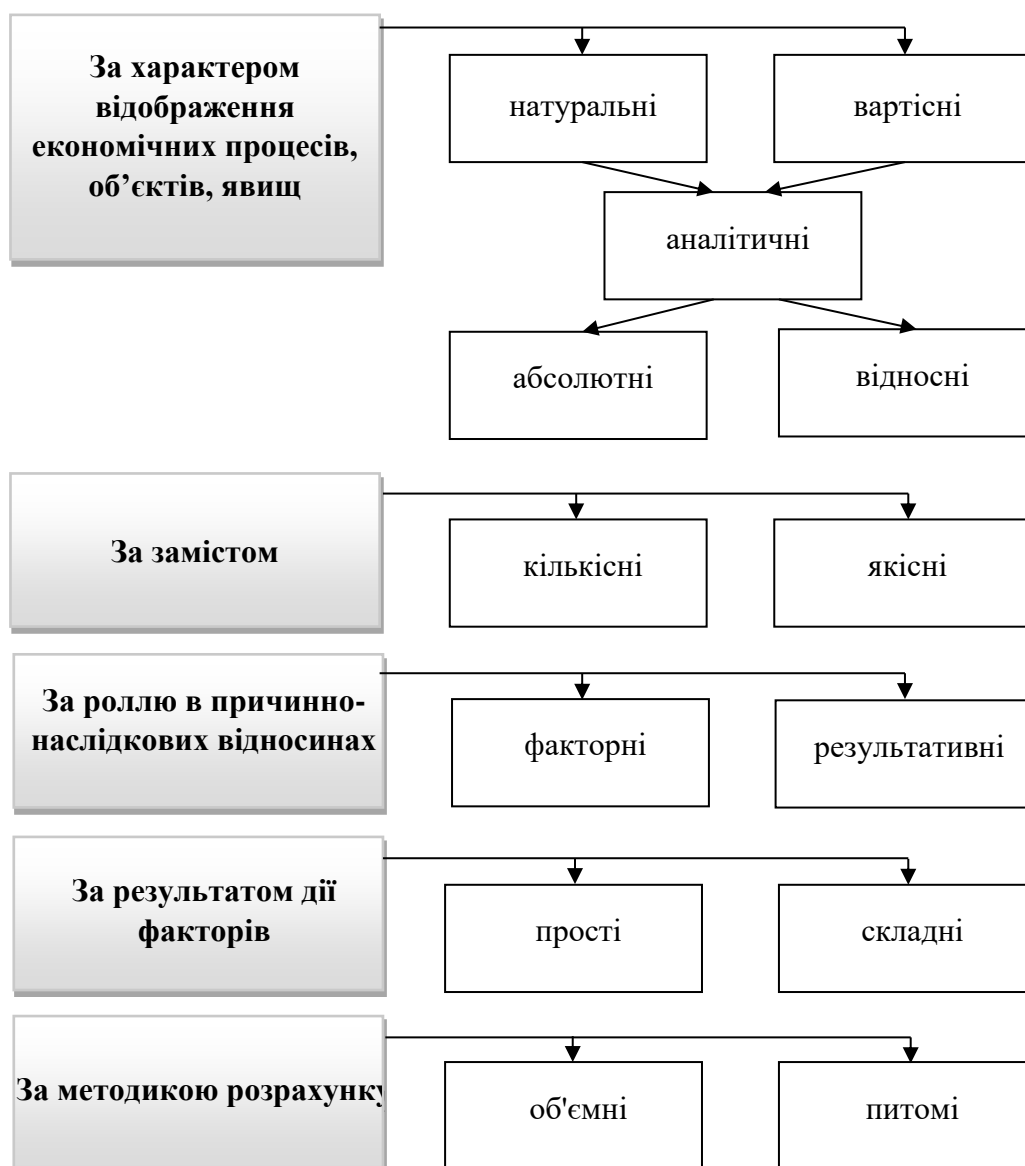 За характером
відображення
економічних процесів,
об’єктів, явищ
натуральні
вартісні
аналітичні
абсолютні
відносні
За замістом
кількісні
якісні
За роллю в причинно-
наслідкових відносинах
факторні
результативні
За результатом дії
факторів
прості
складні
За методикою розрахунку
об'ємні
питомі